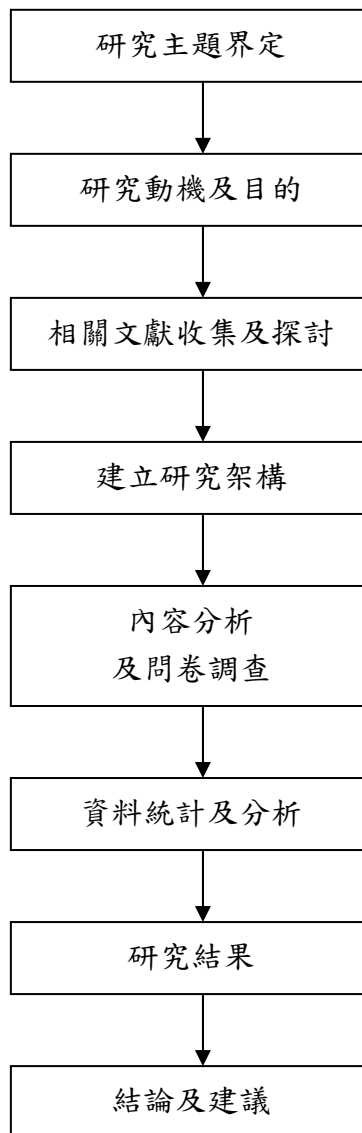 研究主題界定
研究動機及目的
相關文獻收集及探討
建立研究架構
內容分析
及問卷調查
資料統計及分析
研究結果
結論及建議